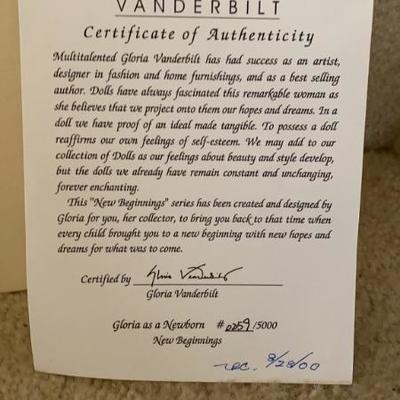 VANDERBILT
Certificate of Authenticity
Multitalented Gloria Vanderbilt has had success as an artist,
designer in fashion and home furnishings, and as a best selling
author. Dolls have always fascinated this remarkable woman as
she believes that we project onto them our hopes and dreams. In a
doll we have proof of an ideal made tangible. To possess a doll
reaffirms our own feelings of self-esteem. We may add to our
collection of Dolls as our feelings about beauty and style develop,
but the dolls we already have remain constant and unchanging,
forever enchanting.
This "New Beginnings" series has been created and designed by
Gloria for you, her collector, to bring you back to that time when
every child brought you to a new beginning with new hopes and
dreams for what was to come.
Certified by Gloria Vanderbilt
Gloria Vanderbilt
Gloria as a Newborn #0259/5000
New Beginnings
rec. 9/28/00